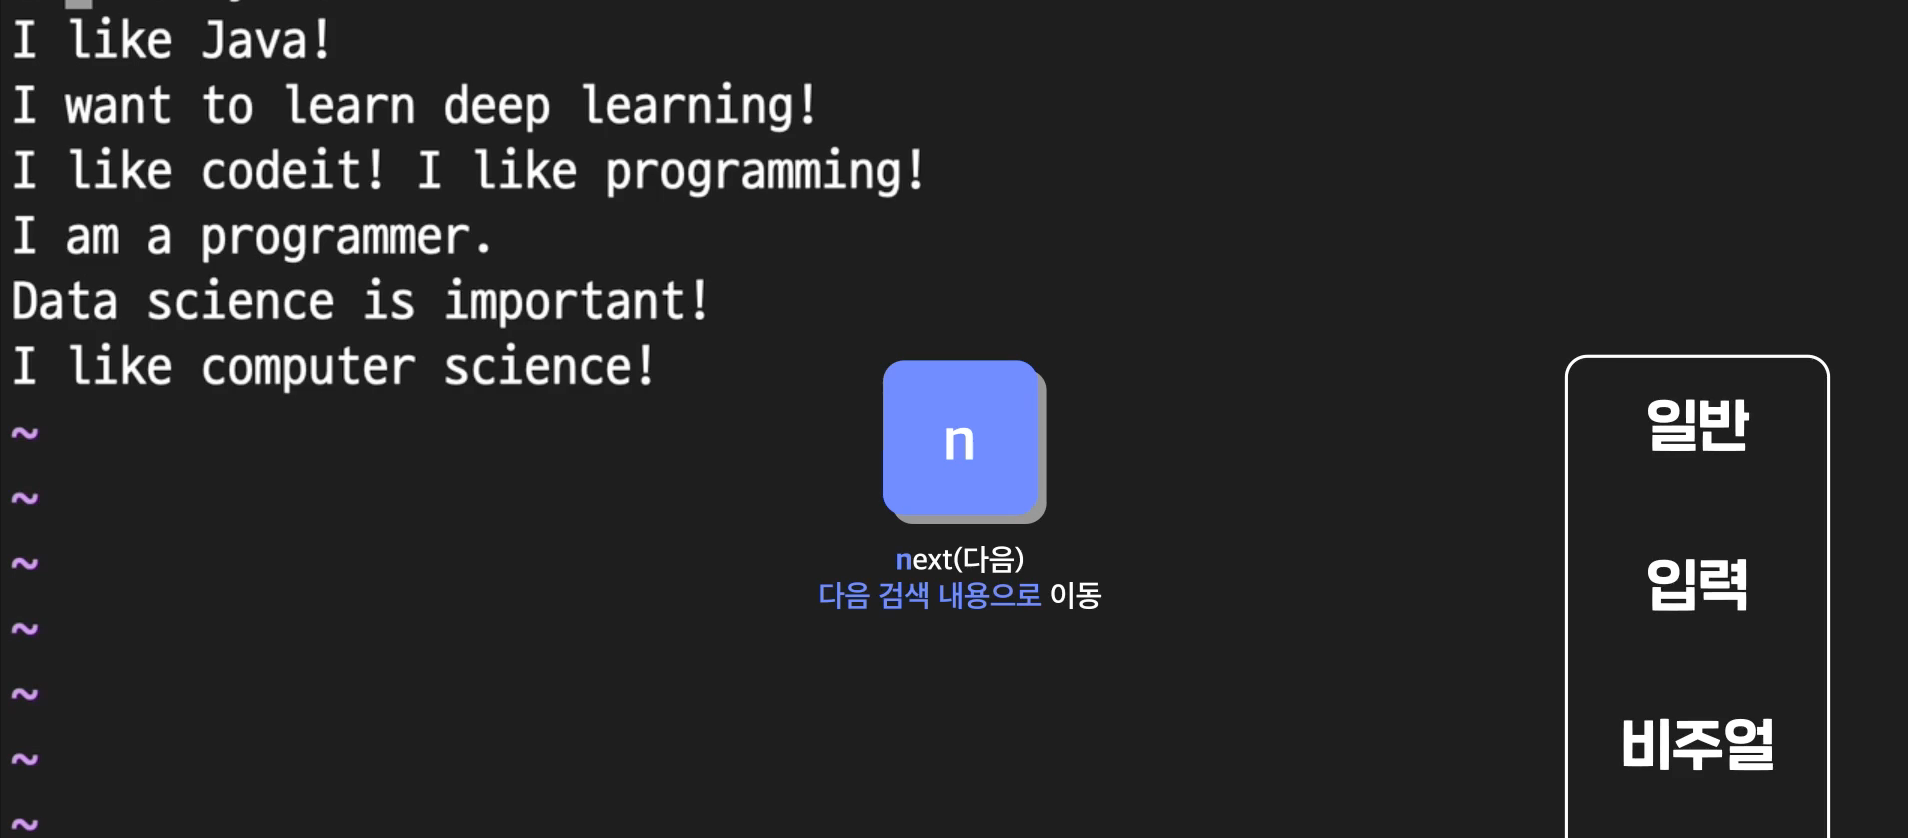 I like Java!
I want to learn deep learning!
I like codeit! I like programming!
I am a programmer.
Data science is important!
I like computer science!
~
~
~
~
~
~
~
n
next(다음)
다음 검색 내용으로 이동
일반
입력
비주얼